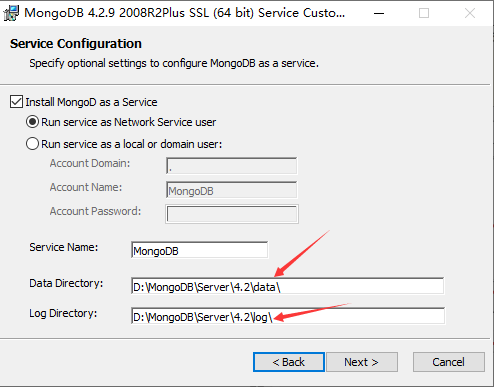 MongoDB 4.2.9 2008R2Plus SSL (64 bit) Service Custo...
Service Configuration
Specify optional settings to configure MongoDB as a service.
Install MongoD as a Service
Run service as Network Service user
Run service as a local or domain user:
Account Domain: .
Account Name: MongoDB
Account Password:
Service Name: MongoDB
Data Directory: D:\MongoDB\Server\4.2\data\
Log Directory: D:\MongoDB\Server\4.2\log\
< Back Next > Cancel